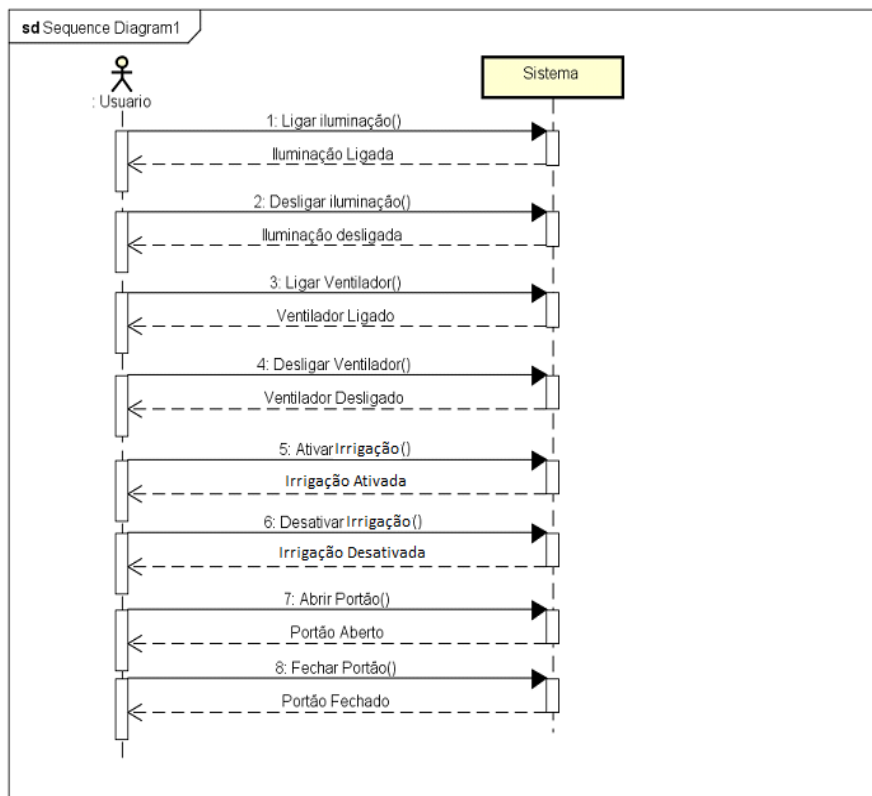 sd Sequence Diagram1
: Usuario
Sistema
1: Ligar iluminação()
Iluminação Ligada
2: Desligar iluminação()
Iluminação desligada
3: Ligar Ventilador()
Ventilador Ligado
4: Desligar Ventilador()
Ventilador Desligado
5: Ativar Irrigação()
Irrigação Ativada
6: Desativar Irrigação()
Irrigação Desativada
7: Abrir Portão()
Portão Aberto
8: Fechar Portão()
Portão Fechado